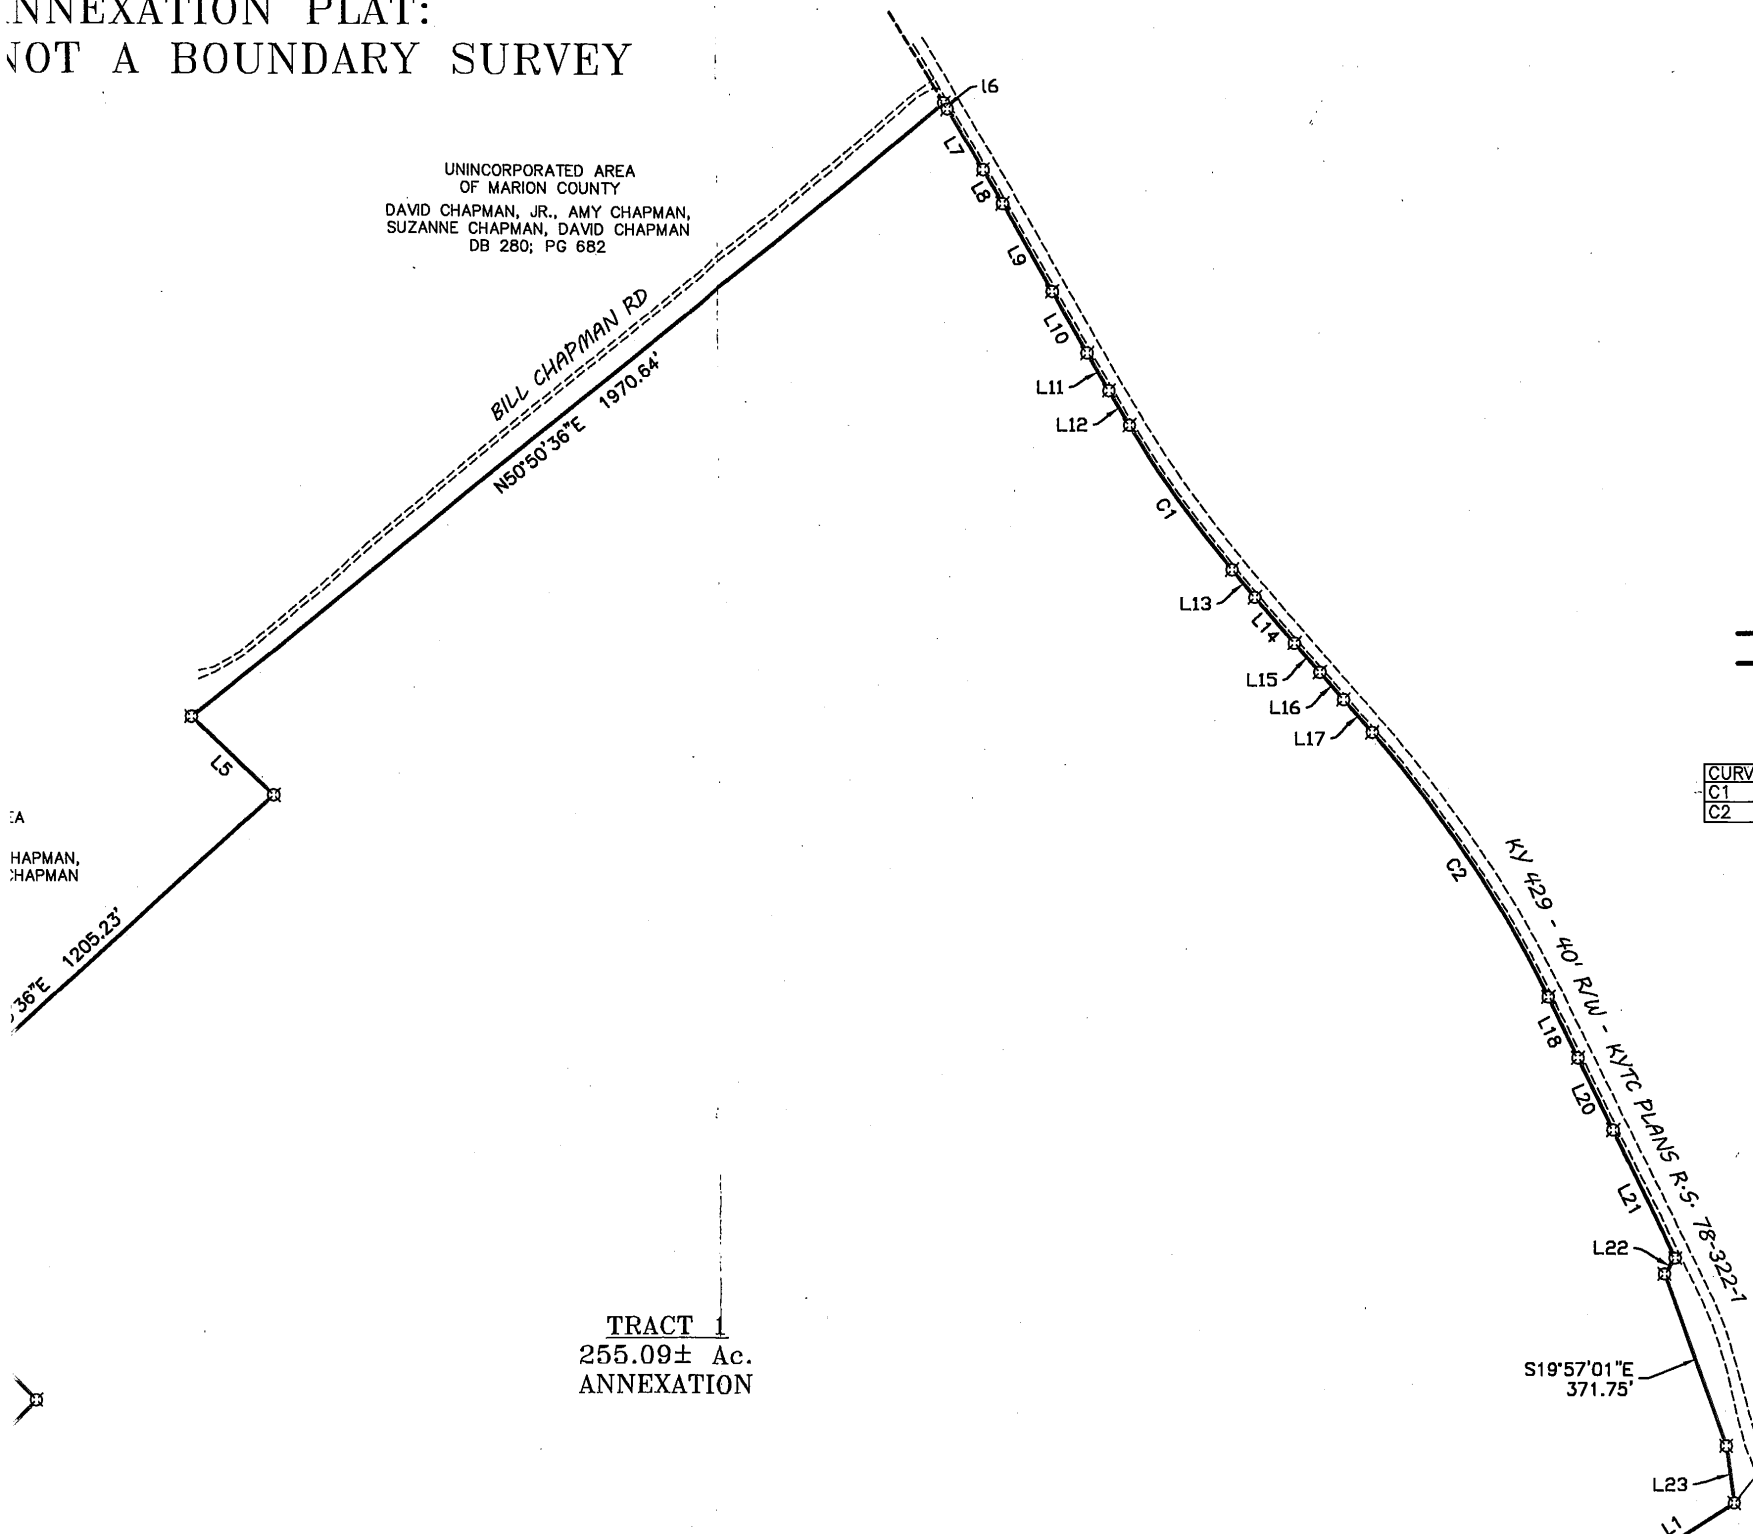 NNEXATION PLAT:
NOT A BOUNDARY SURVEY
l6
L7
UNINCORPORATED AREA
OF MARION COUNTY
DAVID CHAPMAN, JR., AMY CHAPMAN,
SUZANNE CHAPMAN, DAVID CHAPMAN
DB 280; PG 682
L8
L9
BILL CHAPMAN RD
N50°50'36"E 1970.64'
L10
L11
L12
C1
L13
L14
L15
L16
L17
L5
CURV
C1
C2
EA
HAPMAN,
CHAPMAN
C2
KY 429 - 40' R/W - KYTC PLANS R.S. 78-322-1
36"E 1205.23'
L18
L20
L21
L22
TRACT 1
255.09± Ac.
ANNEXATION
S19°57'01"E
371.75'
L23
L1